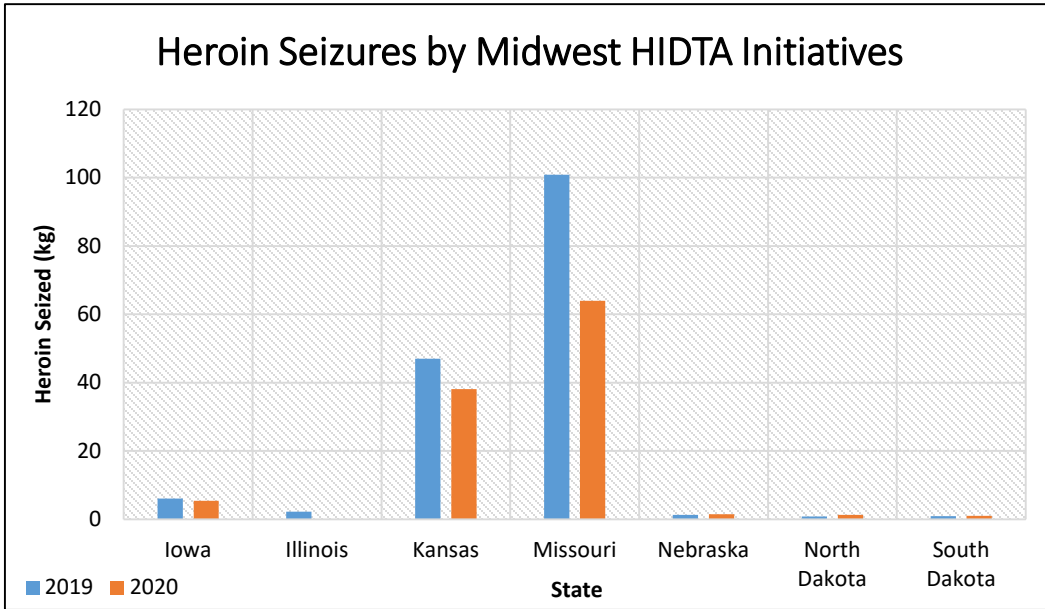 Heroin Seizures by Midwest HIDTA Initiatives
120
100
80
60
40
20
0
Heroin Seized (kg)
Iowa Illinois Kansas Missouri Nebraska North Dakota South Dakota
2019 2020
State